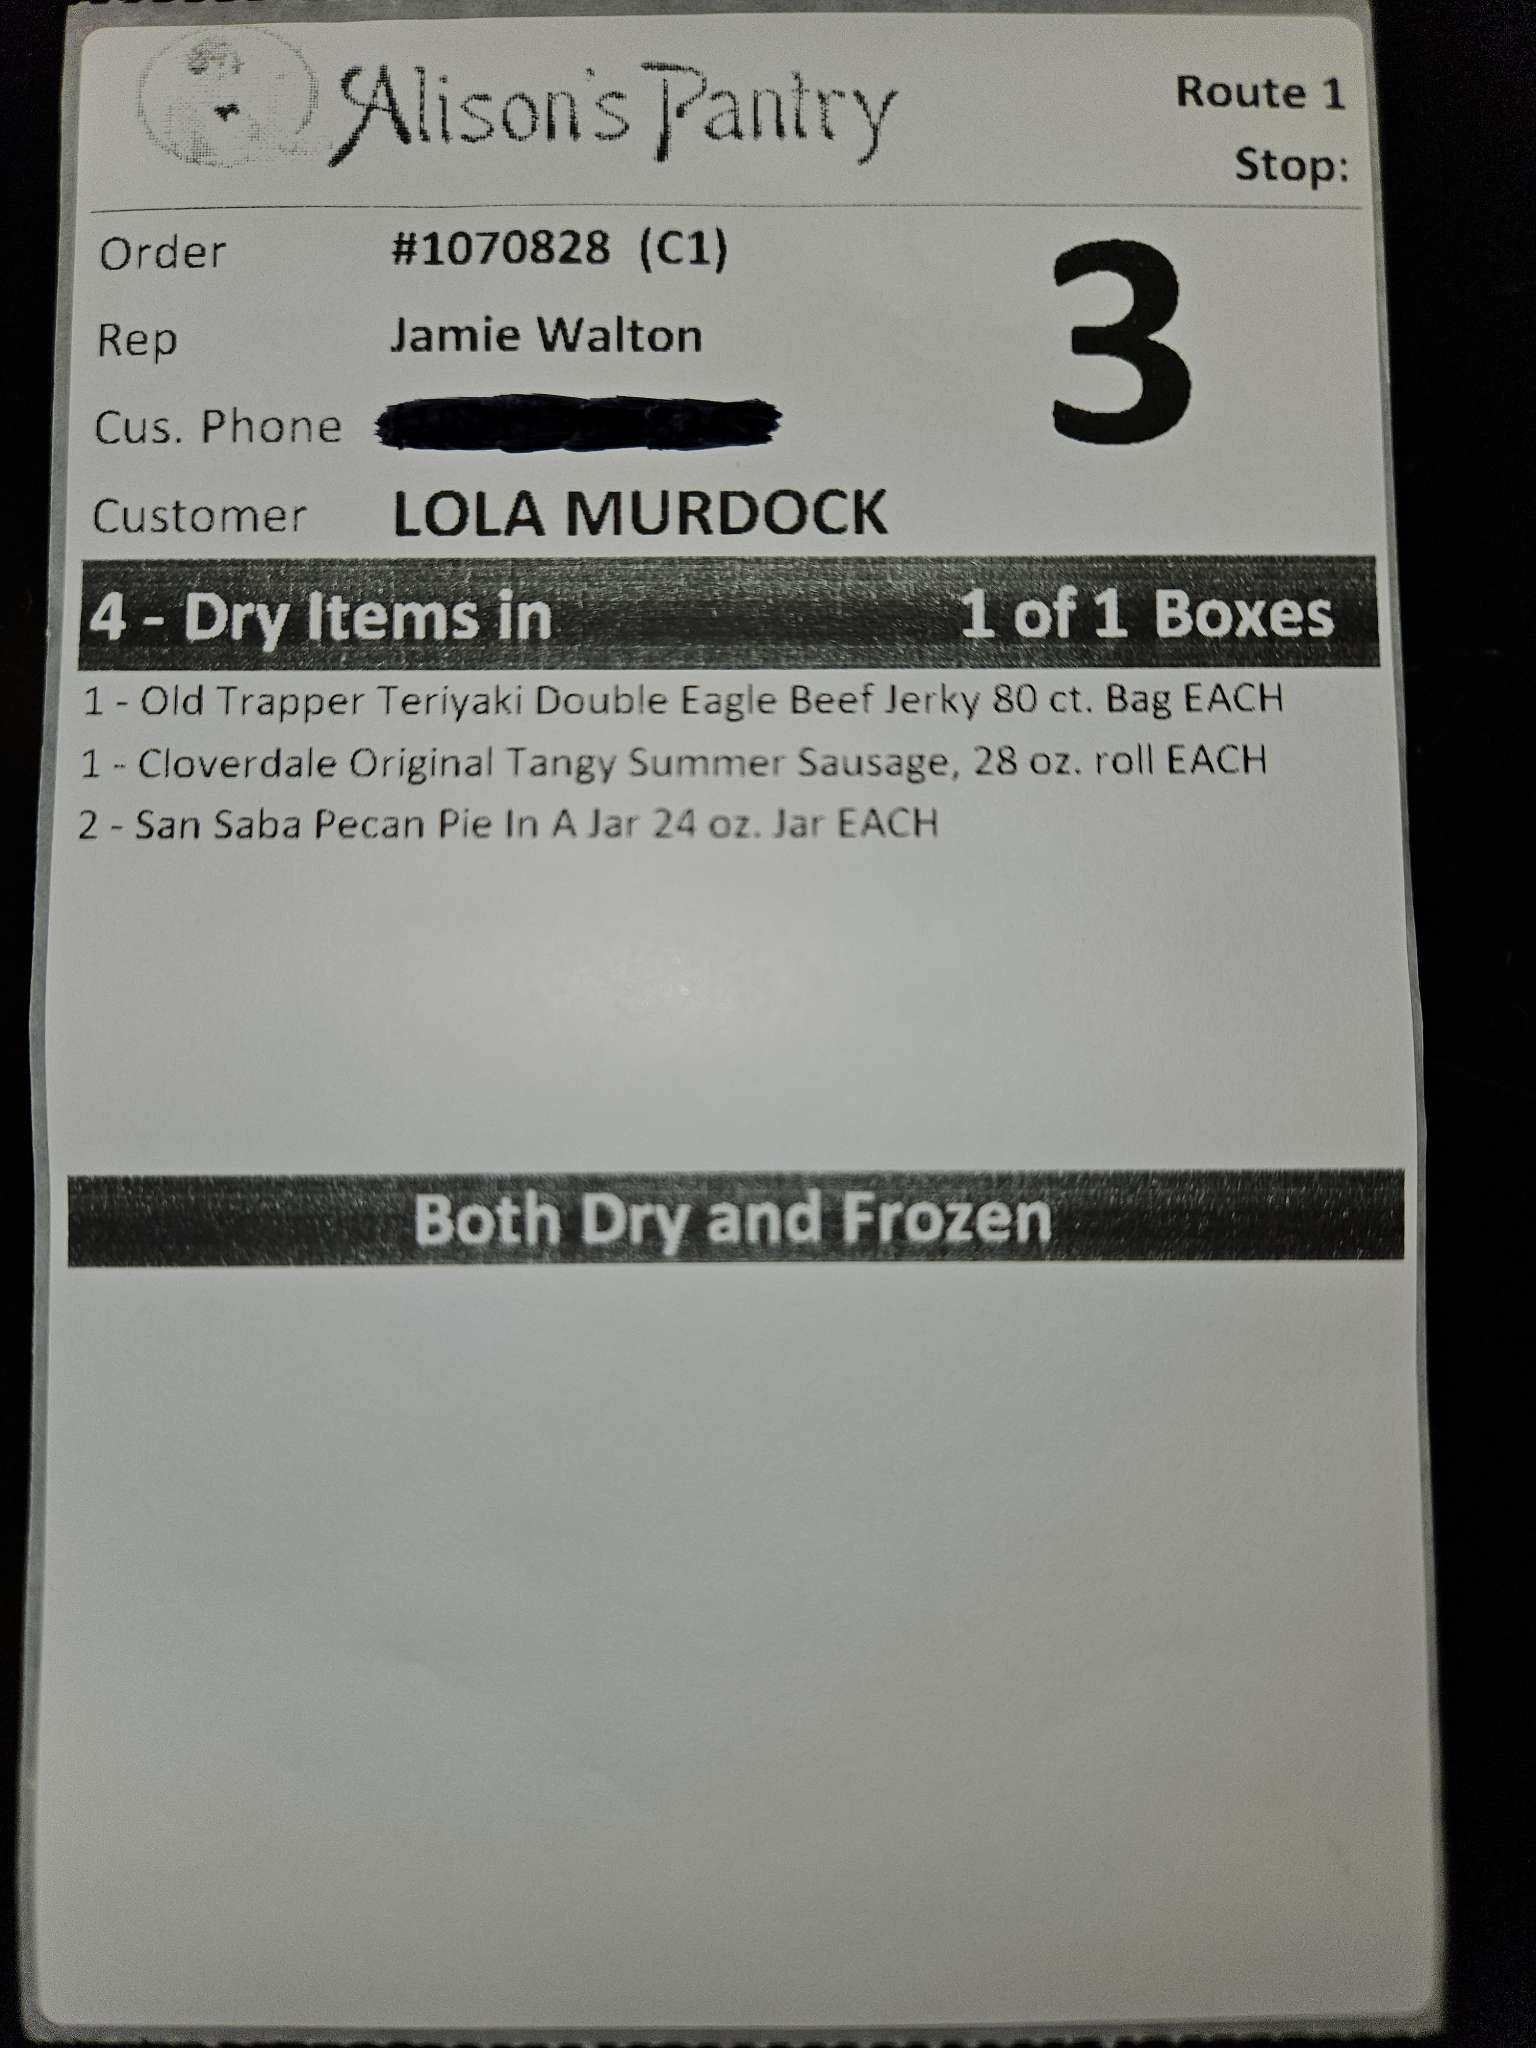 Alison's Pantry
Route 1
Stop:
3
Order #1070828 (C1)
Rep Jamie Walton
Cus. Phone
Customer LOLA MURDOCK
4 - Dry Items in 1 of 1 Boxes
1 - Old Trapper Teriyaki Double Eagle Beef Jerky 80 ct. Bag EACH
1 - Cloverdale Original Tangy Summer Sausage, 28 oz. roll EACH
2 - San Saba Pecan Pie In A Jar 24 oz. Jar EACH
Both Dry and Frozen